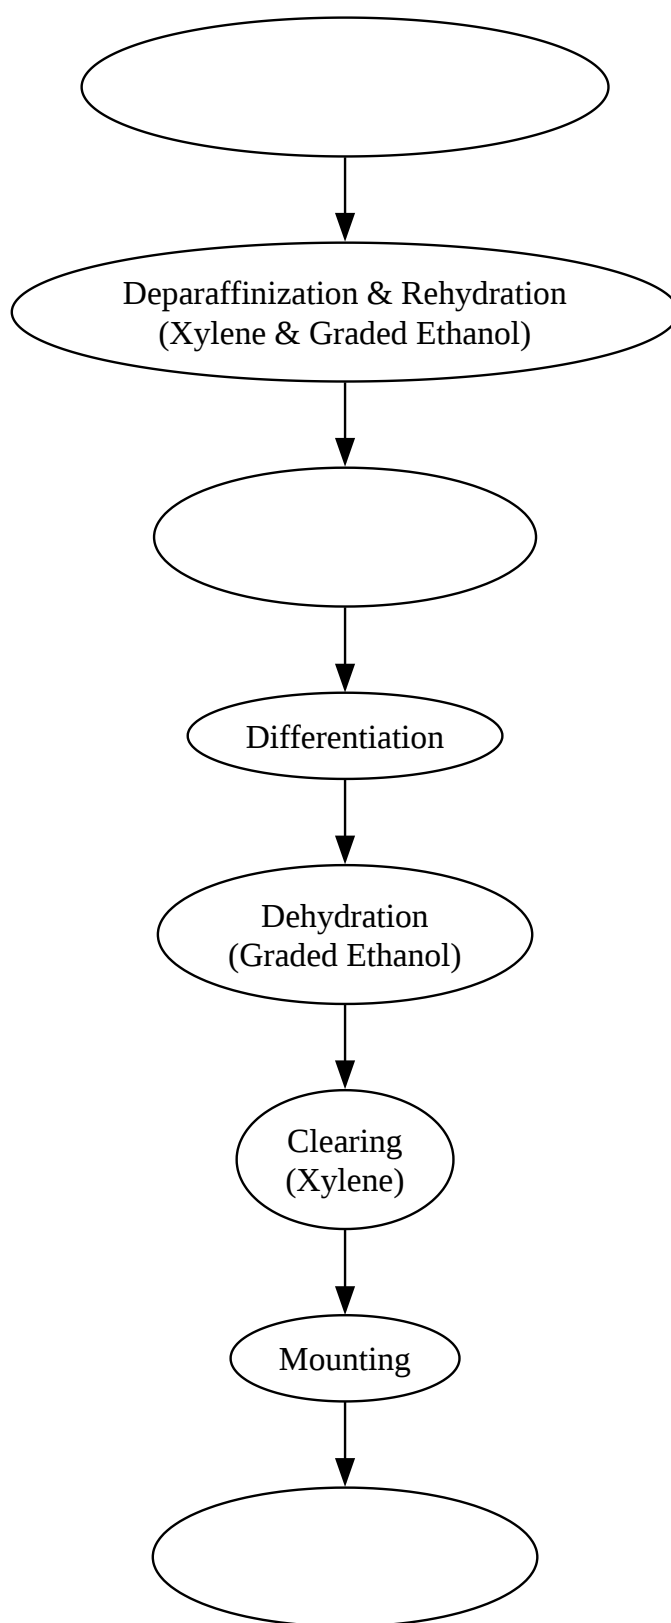 Deparaffinization & Rehydration
(Xylene & Graded Ethanol)
Differentiation
Dehydration
(Graded Ethanol)
Clearing
(Xylene)
Mounting